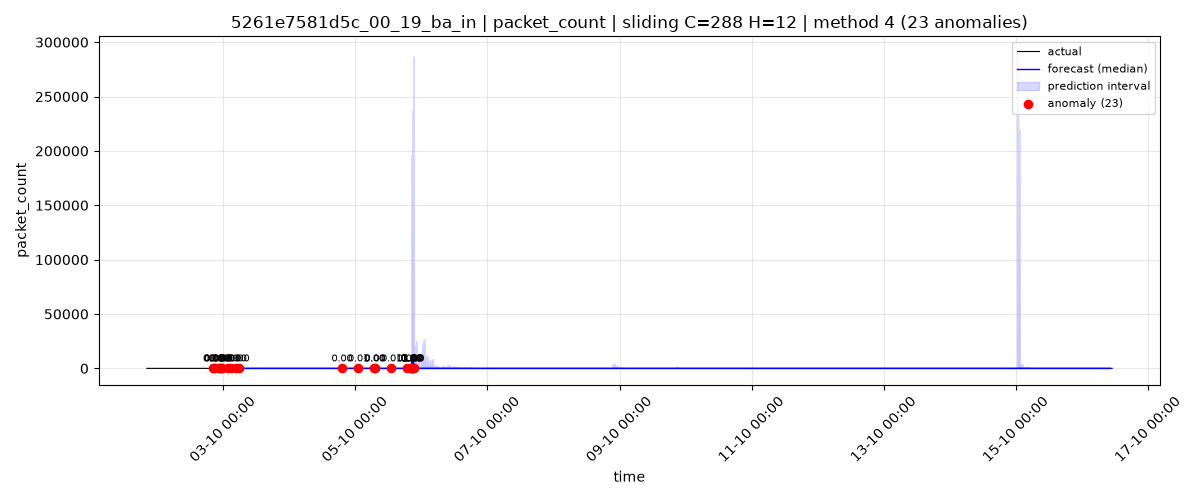 5261e7581d5c_00_19_ba_in | packet_count | sliding C=288 H=12 | method 4 (23 anomalies)
actual
forecast (median)
prediction interval
anomaly (23)
packet_count
300000
250000
200000
150000
100000
50000
0
03-10 00:00
05-10 00:00
07-10 00:00
09-10 00:00
11-10 00:00
13-10 00:00
15-10 00:00
17-10 00:00
time